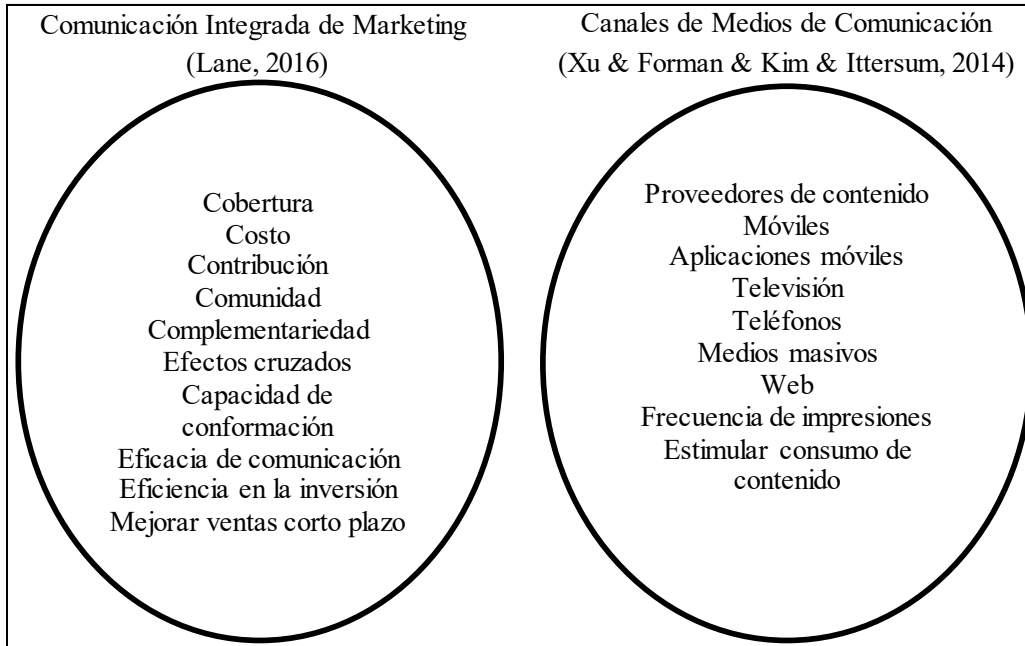 Comunicación Integrada de Marketing
(Lane, 2016)
Cobertura
Costo
Contribución
Comunidad
Complementariedad
Efectos cruzados
Capacidad de
conformación
Eficacia de comunicación
Eficiencia en la inversión
Mejorar ventas corto plazo
Canales de Medios de Comunicación
(Xu & Forman & Kim & Ittersum, 2014)
Proveedores de contenido
Móviles
Aplicaciones móviles
Televisión
Teléfonos
Medios masivos
Web
Frecuencia de impresiones
Estimular consumo de
contenido